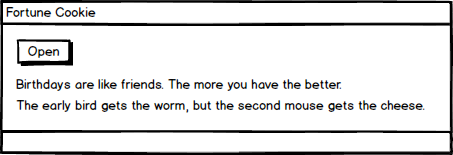 Fortune Cookie
Open
Birthdays are like friends. The more you have the better.
The early bird gets the worm, but the second mouse gets the cheese.